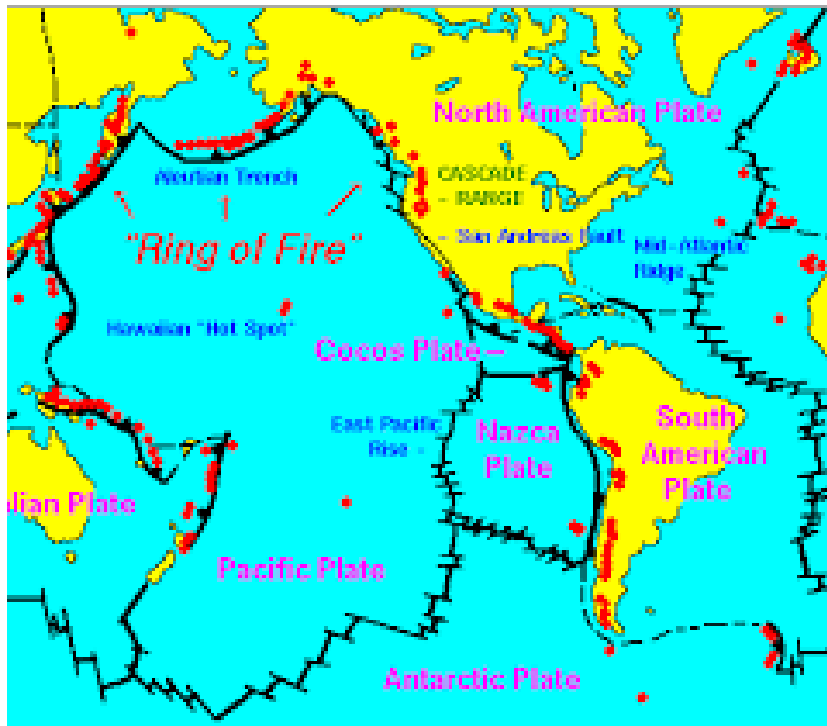 North American Plate
CASCADE
- RANGE
Aleutian Trench
"Ring of Fire"
- San Andreas Fault
Mid-Atlantic
Ridge
Hawaiian "Hot Spot"
Cocos Plate -
East Pacific
Rise -
Nazca
Plate
South
American
Plate
lian Plate
Pacific Plate
Antarctic Plate